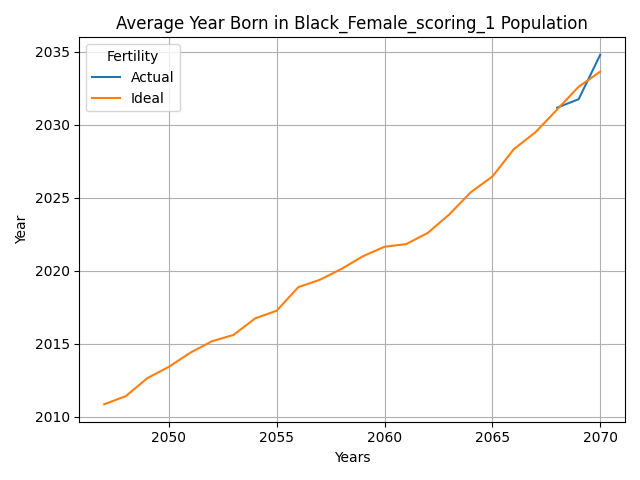 Average Year Born in Black_Female_scoring_1 Population
Fertility
Actual
Ideal
2035
2030
2025
2020
2015
2010
Year
2050 2055 2060 2065 2070
Years